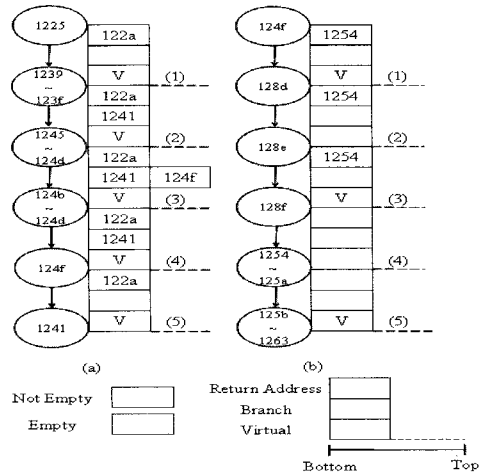 1225
122a
1239
~
123f
V
(1)
122a
1241
1245
~
124d
V
(2)
122a
1241
124f
124b
~
124d
V
(3)
122a
1241
124f
V
(4)
122a
1241
V
(5)
(a)
124f
1254
128d
V
(1)
1254
128e
(2)
1254
128f
V
(3)
1254
~
125a
(4)
125b
~
1263
V
(5)
(b)
Not Empty
Empty
Return Address
Branch
Virtual
Bottom
Top